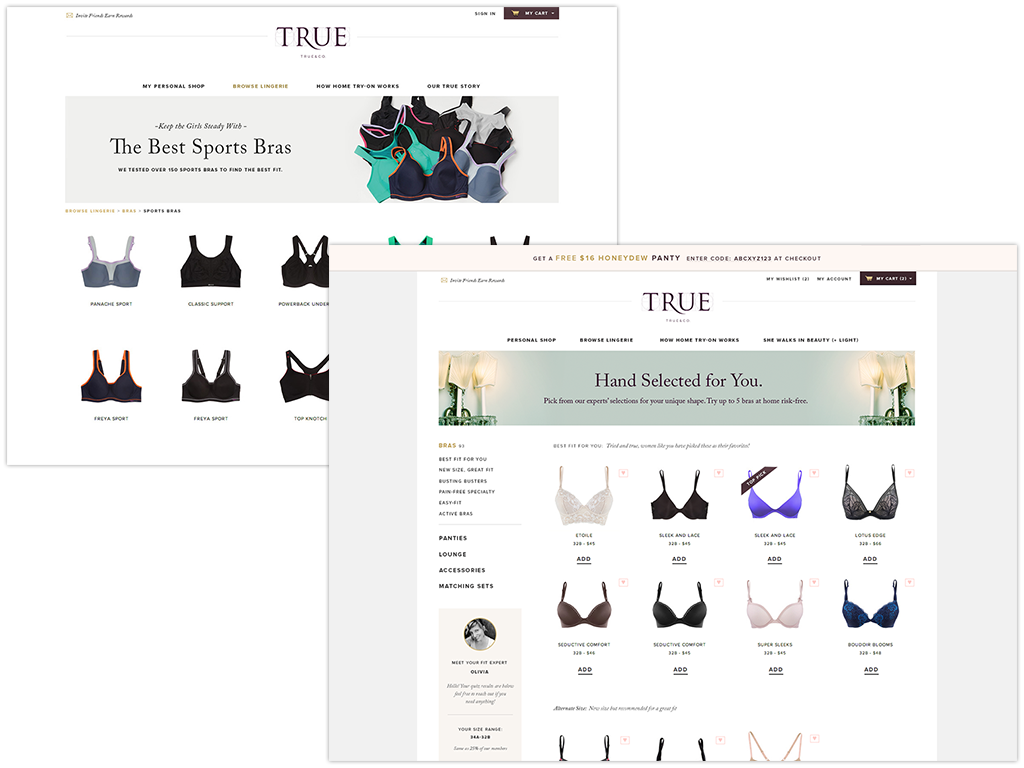 Invite Friends Earn Rewards
SIGN IN
MY CART
TRUE
TRUE&CO.
MY PERSONAL SHOP
BROWSE LINGERIE
HOW HOME TRY-ON WORKS
OUR TRUE STORY
~Keep the Girls Steady With ~
The Best Sports Bras
WE TESTED OVER 150 SPORTS BRAS TO FIND THE BEST FIT.
BROWSE LINGERIE > BRAS > SPORTS BRAS
PANACHE SPORT
CLASSIC SUPPORT
POWERBACK UNDER
FREYA SPORT
FREYA SPORT
TOP KNOTCH
GET A FREE $16 HONEYDEW PANTY ENTER CODE: ABCXYZ123 AT CHECKOUT
Invite Friends Earn Rewards
MY WISHLIST (2)
MY ACCOUNT
MY CART (2)
TRUE
TRUE&CO.
PERSONAL SHOP
BROWSE LINGERIE
HOW HOME TRY-ON WORKS
SHE WALKS IN BEAUTY (+ LIGHT)
Hand Selected for You.
Pick from our experts' selections for your unique shape. Try up to 5 bras at home risk-free.
BRAS
BEST FIT FOR YOU
NEW SIZE, GREAT FIT
BUSTING BUSTERS
PAIN-FREE SPECIALTY
EASY-FIT
ACTIVE BRAS
PANTIES
LOUNGE
ACCESSORIES
MATCHING SETS
MEET YOUR FIT EXPERT
OLIVIA
Hello! Your quiz results are below,
feel free to reach out if you
need anything!
YOUR SIZE RANGE:
36A-32B
Same as 25% of our members
BEST FIT FOR YOU: Tried and true, women like you have picked these as their favorites!
ETOILE
32B - $45
ADD
SLEEK AND LACE
32B - $45
ADD
TOP PICK
SLEEK AND LACE
32B - $45
ADD
LOTUS EDGE
32B - $66
ADD
SEDUCTIVE COMFORT
32B - $46
ADD
SEDUCTIVE COMFORT
32B - $45
ADD
SUPER SLEEKS
32B - $45
ADD
BOUDOIR BLOOMS
32B - $48
ADD
Alternate Size: New size but recommended for a great fit